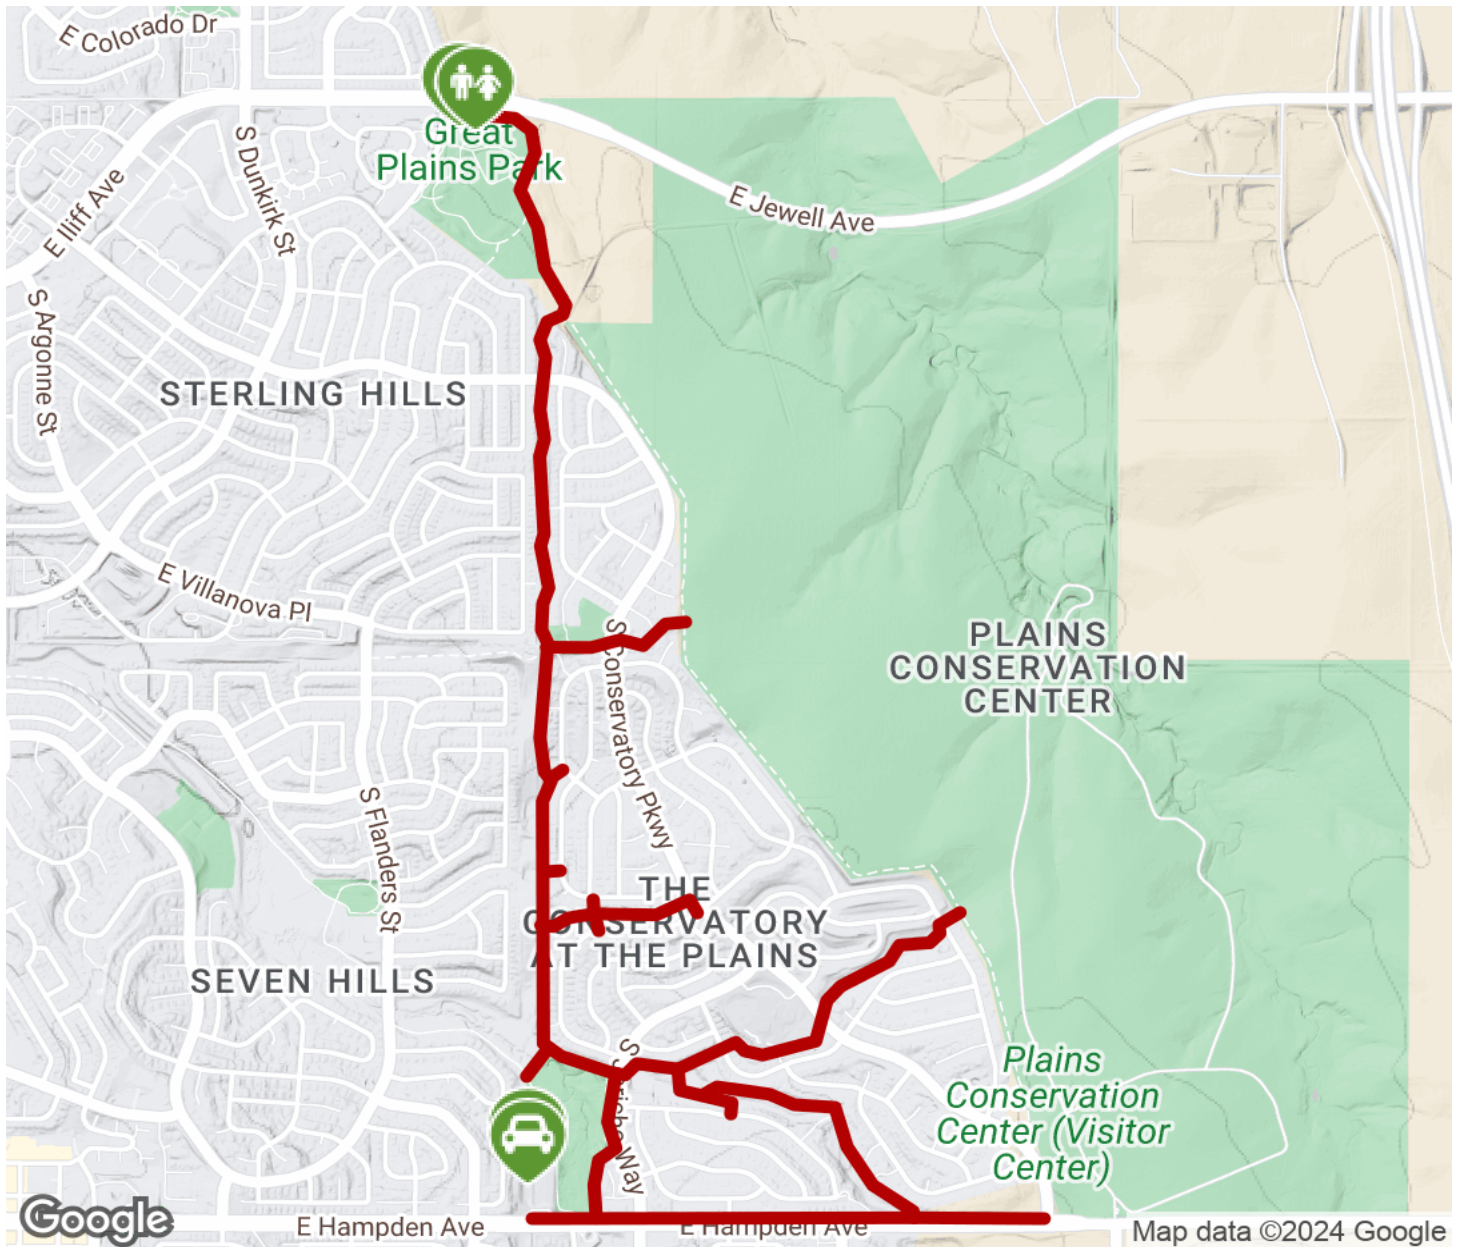 E Colorado Dr
Great
Plains Park
S Dunkirk St
E Iliff Ave
E Jewell Ave
S Argonne St
STERLING HILLS
E Villanova Pl
S Conservatory Pkwy
PLAINS
CONSERVATION
CENTER
S Flanders St
THE
CONSERVATORY
AT THE PLAINS
SEVEN HILLS
S Jericho Way
Plains
Conservation
Center (Visitor
Center)
Google
E Hampden Ave
E Hampden Ave
Map data ©2024 Google